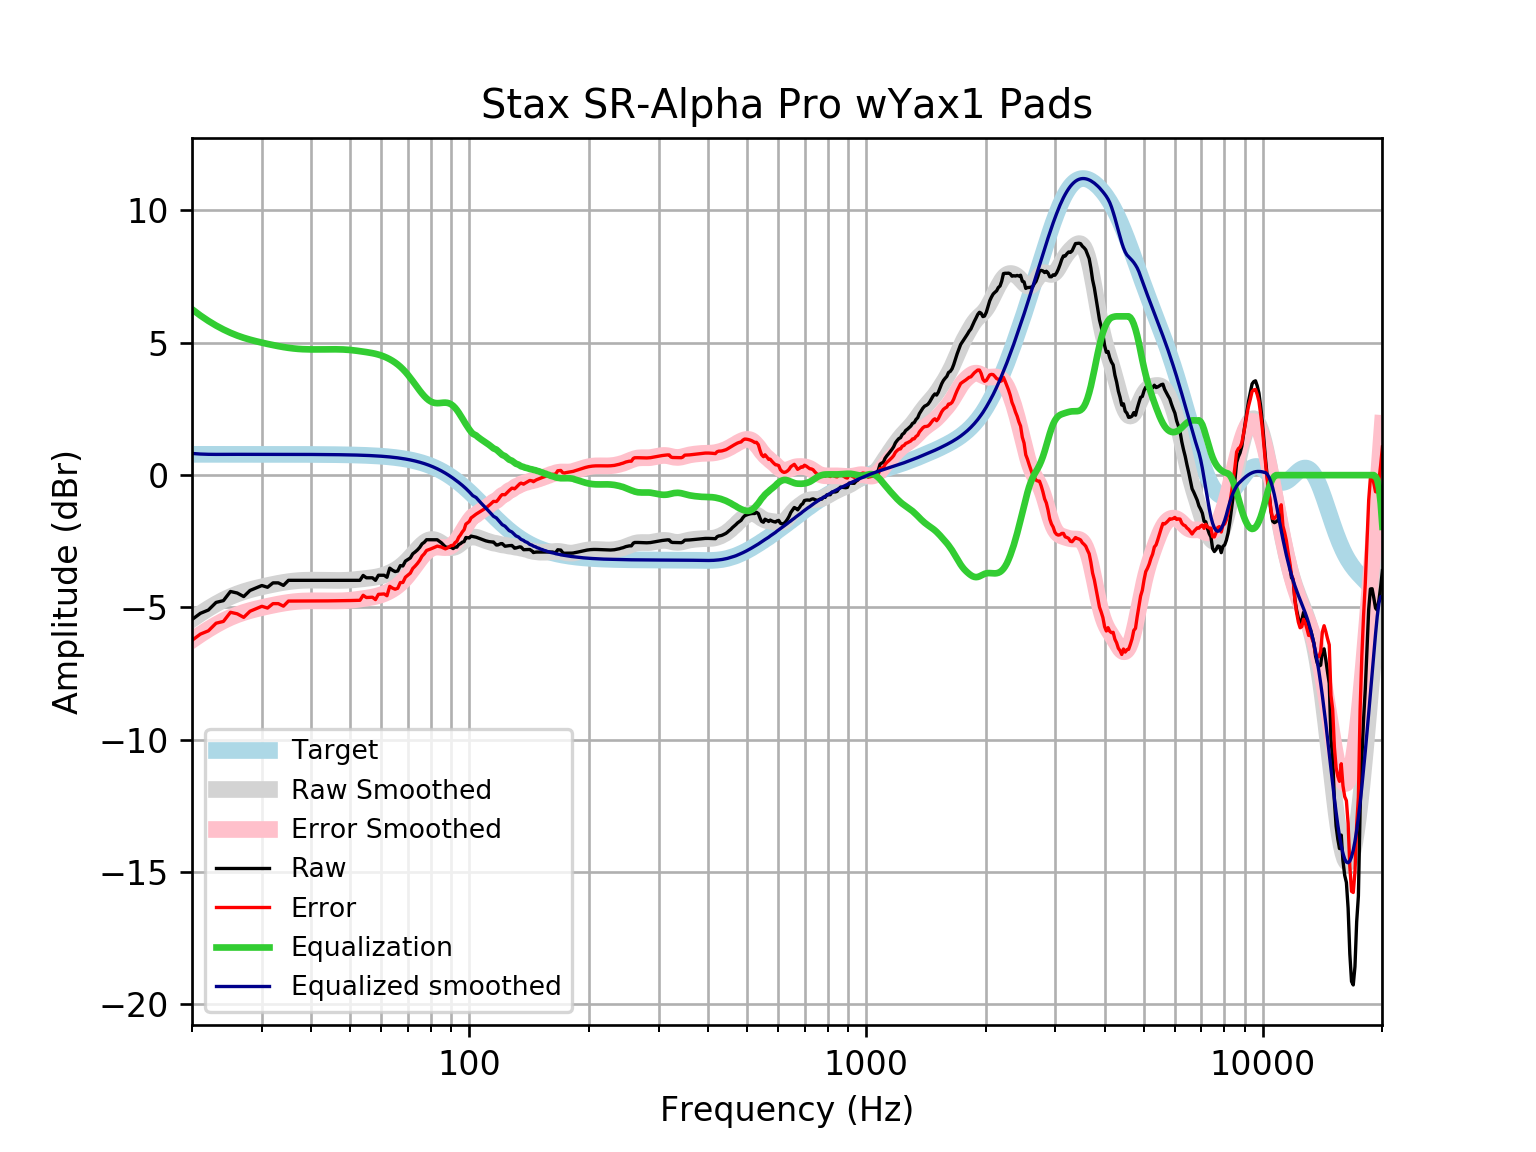 Stax SR-Alpha Pro wYax1 Pads
Amplitude (dBr)
10
5
0
−5
−10
−15
−20
Target
Raw Smoothed
Error Smoothed
Raw
Error
Equalization
Equalized smoothed
100
1000
10000
Frequency (Hz)